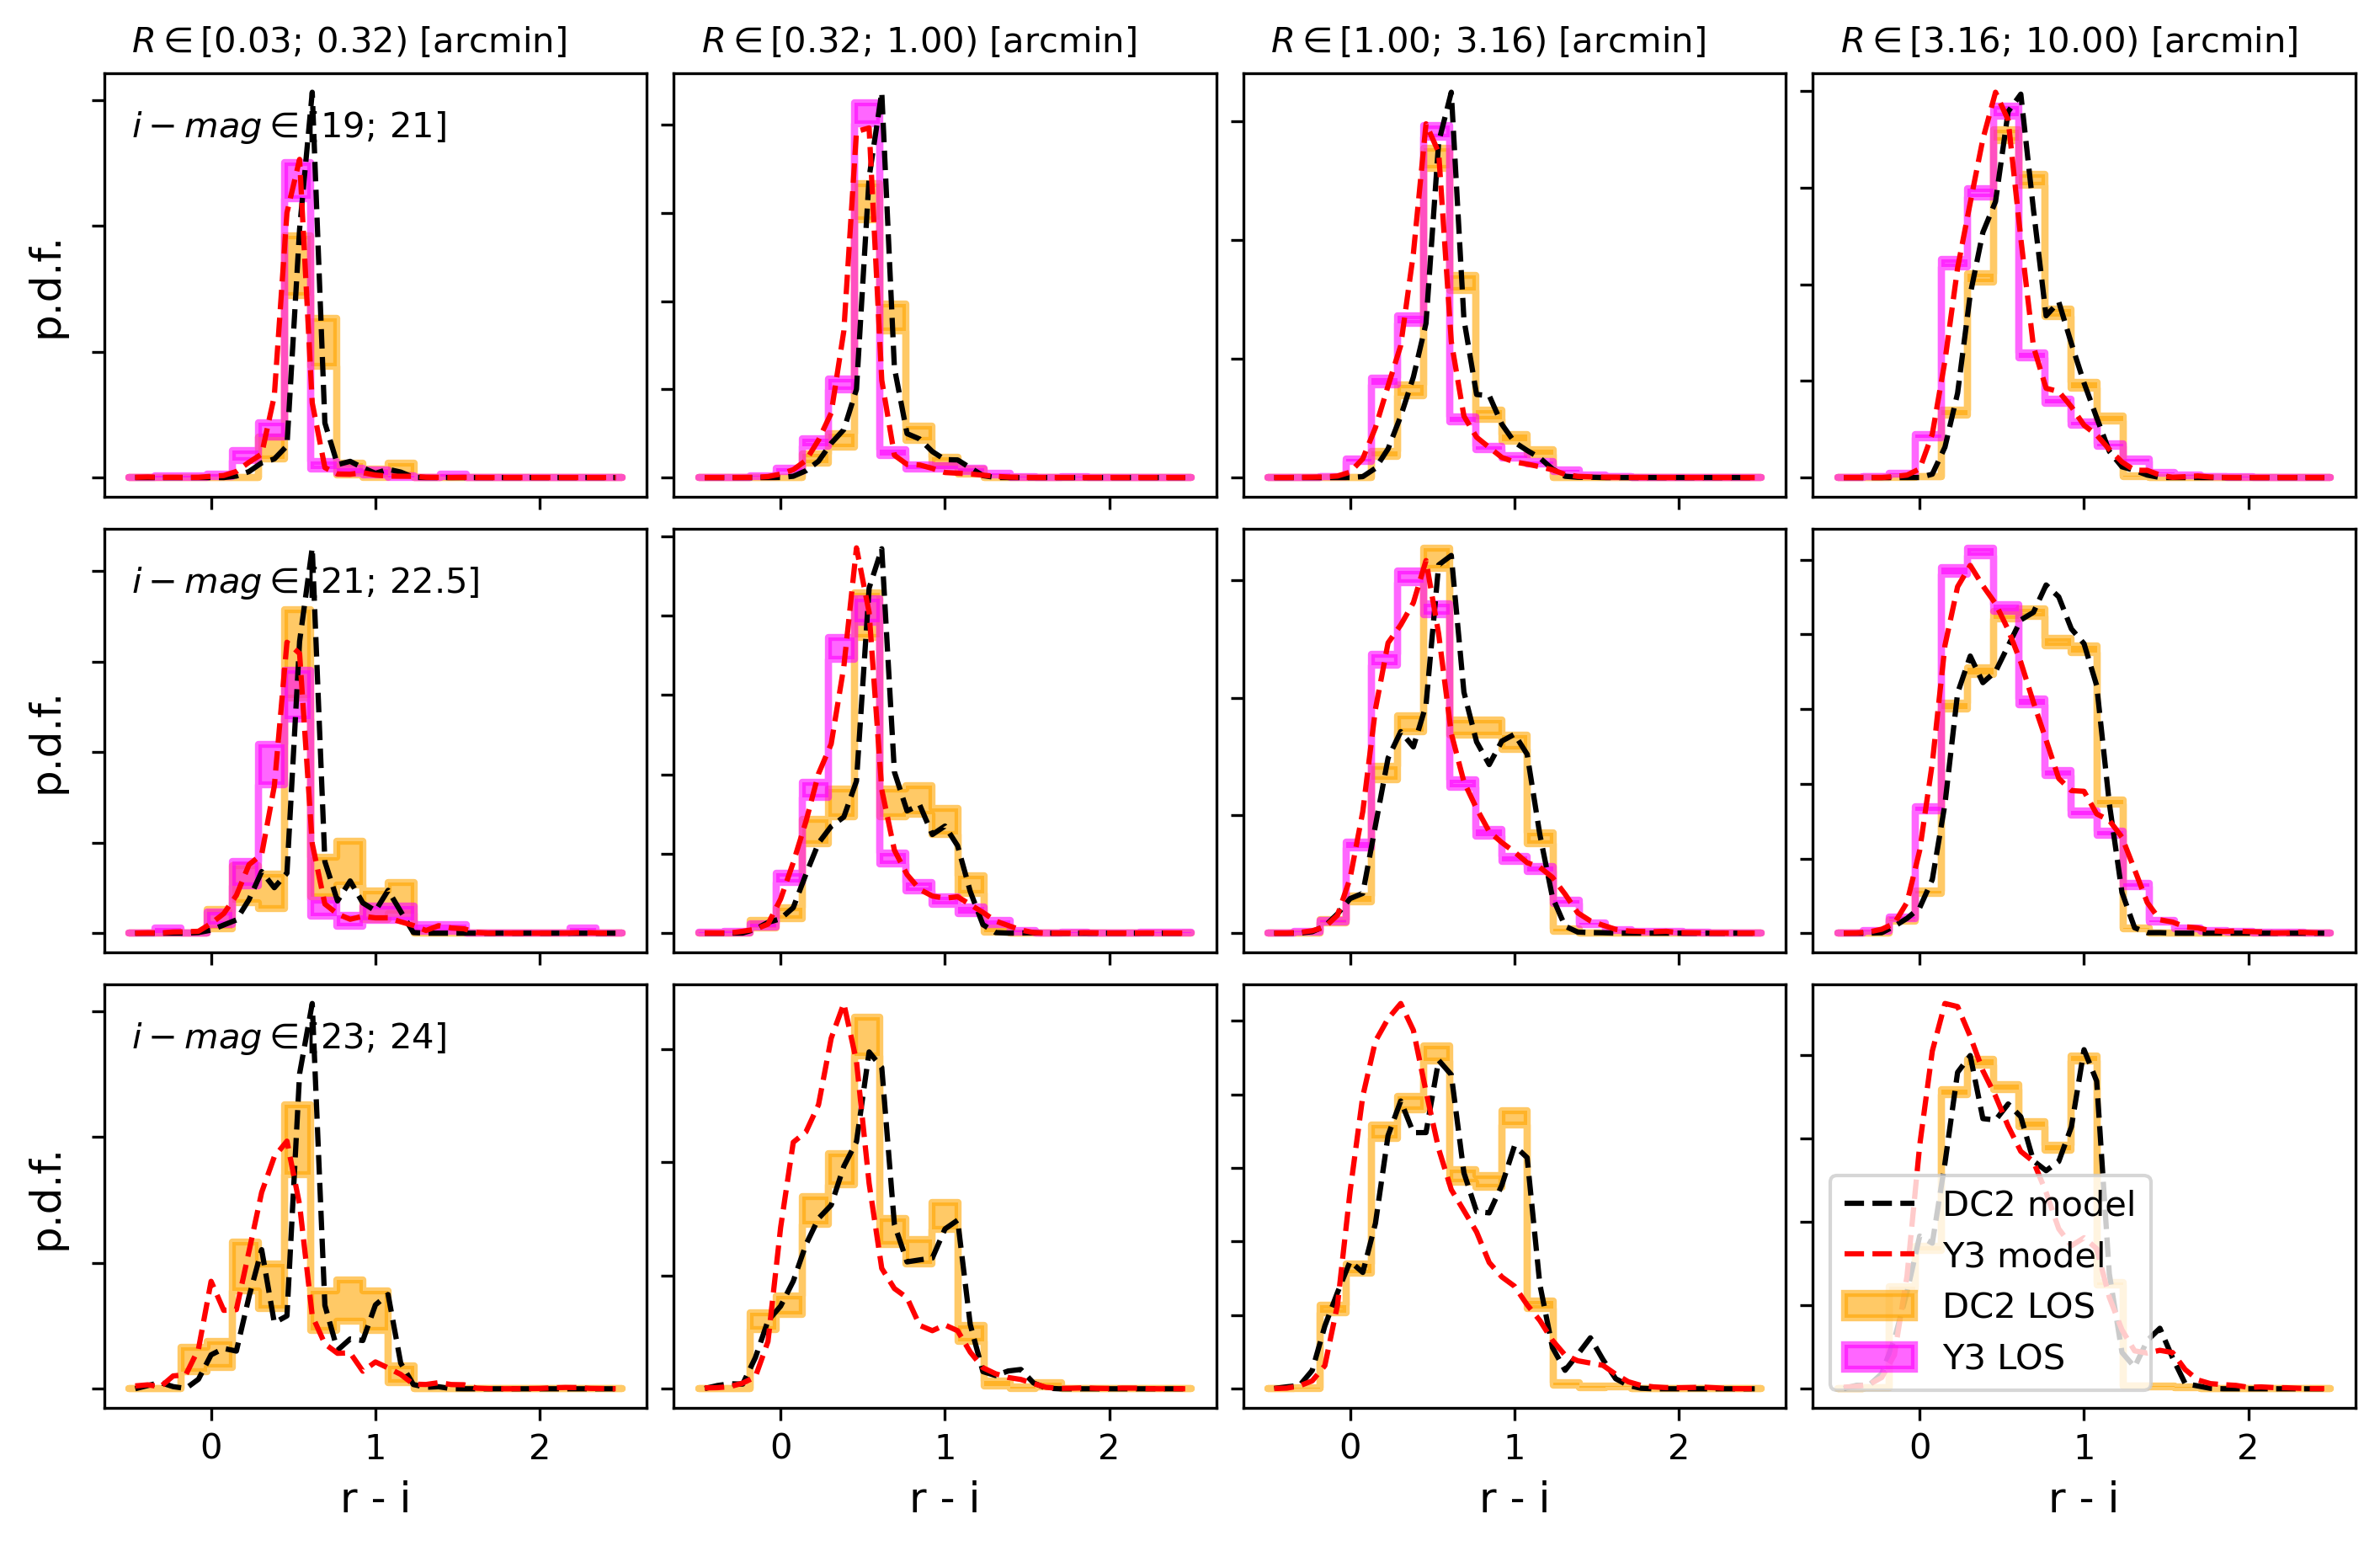 R ∈ [0.03; 0.32) [arcmin]
R ∈ [0.32; 1.00) [arcmin]
R ∈ [1.00; 3.16) [arcmin]
R ∈ [3.16; 10.00) [arcmin]
i − mag ∈ [19; 21]
p.d.f.
i − mag ∈ [21; 22.5]
p.d.f.
i − mag ∈ [23; 24]
p.d.f.
DC2 model
Y3 model
DC2 LOS
Y3 LOS
0 1 2
0 1 2
0 1 2
0 1 2
r - i
r - i
r - i
r - i